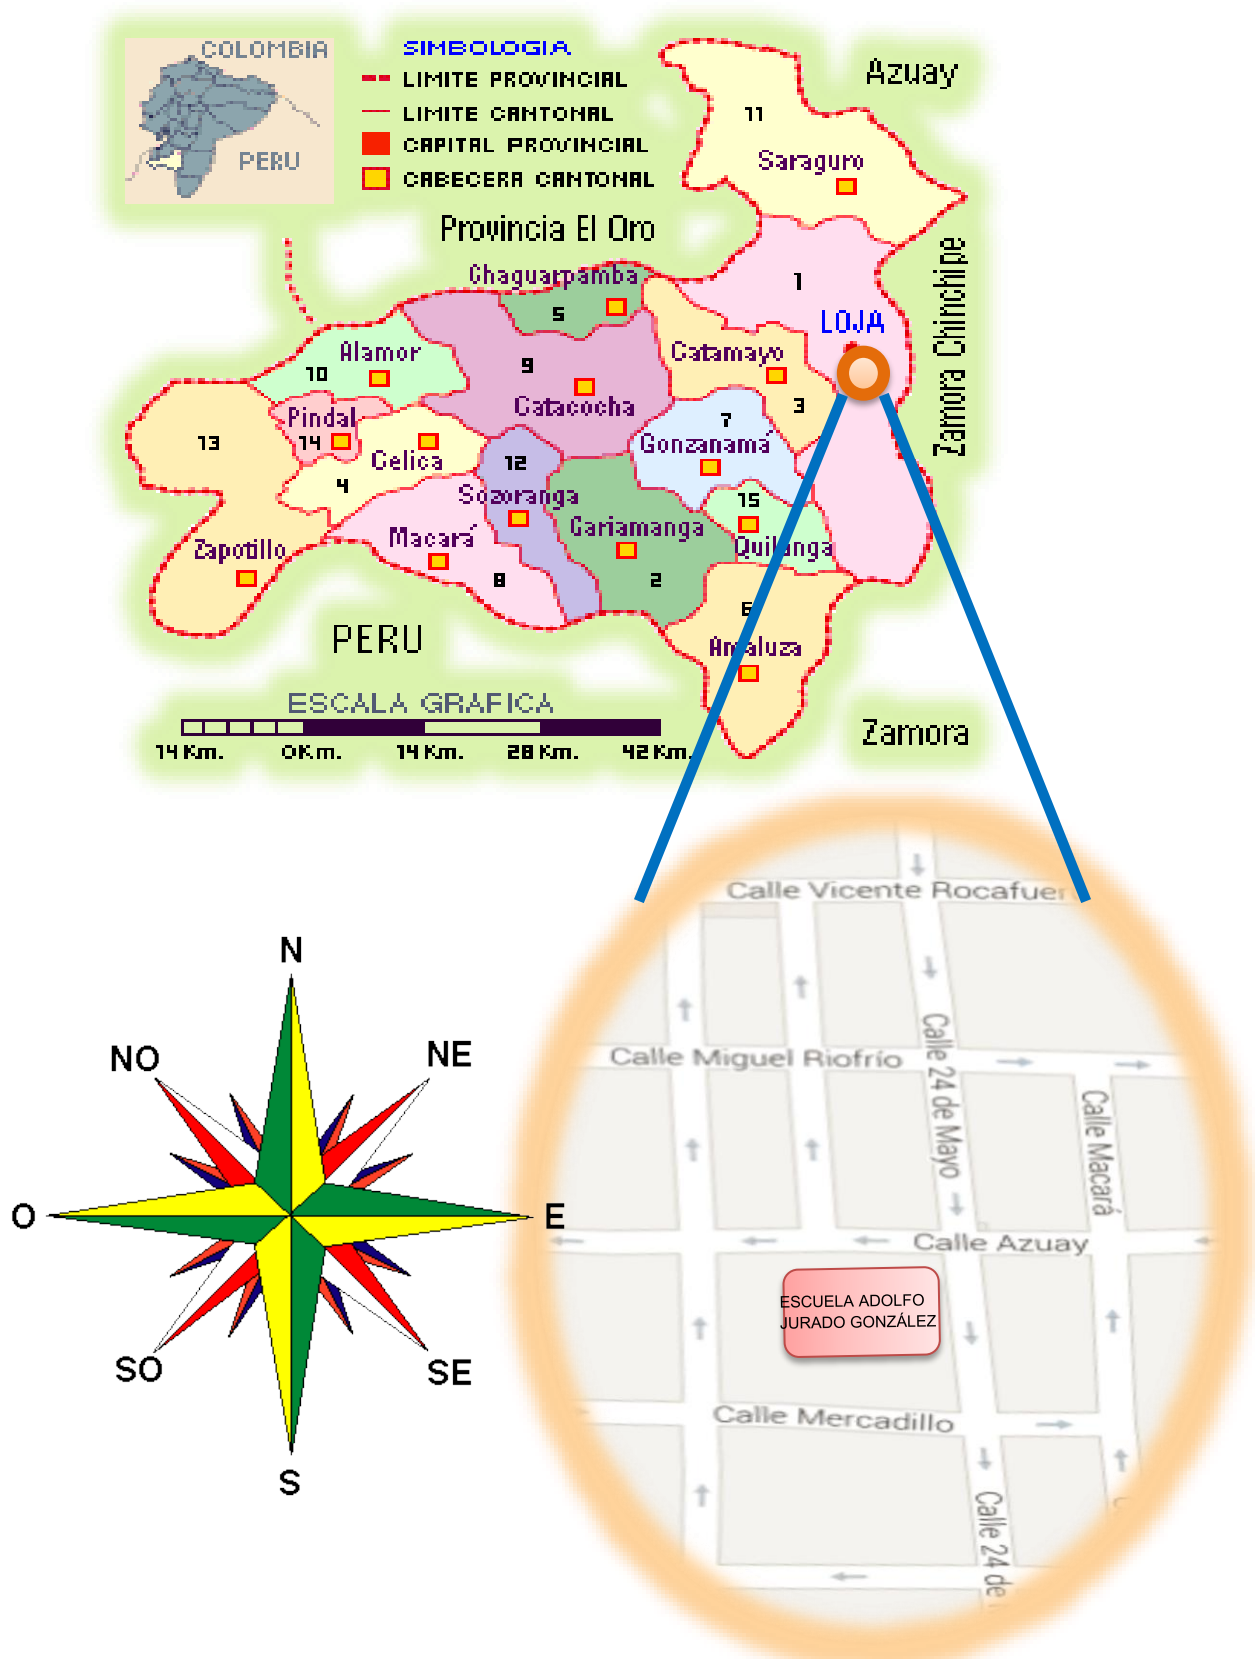 COLOMBIA
PERU
SIMBOLOGIA
LIMITE PROVINCIAL
LIMITE CANTONAL
CAPITAL PROVINCIAL
CABECERA CANTONAL
Azuay
11
Saraguro
Provincia El Oro
Zamora Chinchipe
Chaguarpamba
5
1
LOJA
Alamor
10
9
Catacocha
Catamayo
3
Pindal
14
13
Celica
4
12
Sozoranga
7
Gonzanamá
15
Quilanga
Cariamanga
2
Macará
8
Zapotillo
6
Amaluza
PERU
Zamora
ESCALA GRAFICA
14 Km. 0Km. 14 Km. 28 Km. 42 Km.
N
NO
NE
O
E
SO
SE
S
Calle Vicente Rocafuer
Calle Miguel Riofrío
Calle 24 de Mayo
Calle Macará
Calle Azuay
ESCUELA ADOLFO
JURADO GONZÁLEZ
Calle Mercadillo
Calle 24 de